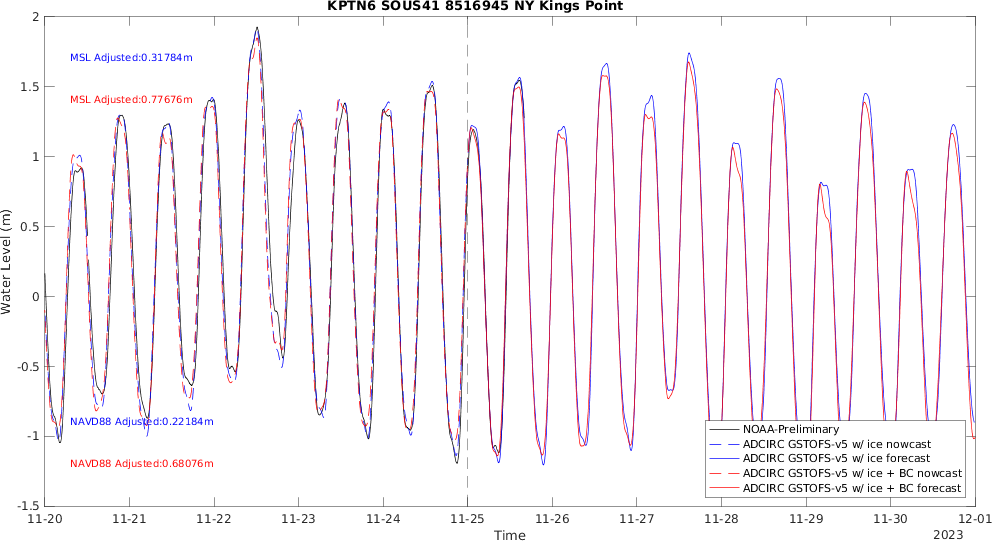 KPTN6 SOUS41 8516945 NY Kings Point
2
1.5
1
0.5
0
-0.5
-1
-1.5
Water Level (m)
MSL Adjusted:0.31784m
MSL Adjusted:0.77676m
NAVD88 Adjusted:0.22184m
NAVD88 Adjusted:0.68076m
NOAA-Preliminary
ADCIRC GSTOFS-v5 w/ ice nowcast
ADCIRC GSTOFS-v5 w/ ice forecast
ADCIRC GSTOFS-v5 w/ ice + BC nowcast
ADCIRC GSTOFS-v5 w/ ice + BC forecast
11-20 11-21 11-22 11-23 11-24 11-25 11-26 11-27 11-28 11-29 11-30 12-01
Time
2023